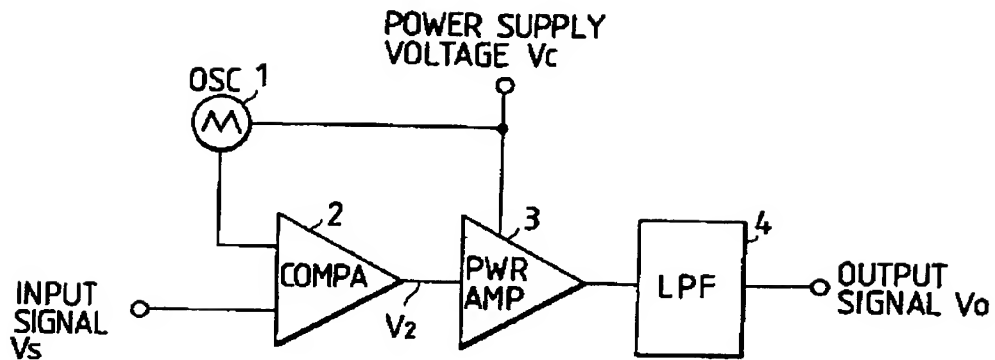 POWER SUPPLY
VOLTAGE Vc
OSC 1
2
COMPA
V2
3
PWR
AMP
4
LPF
INPUT
SIGNAL
Vs
OUTPUT
SIGNAL Vo